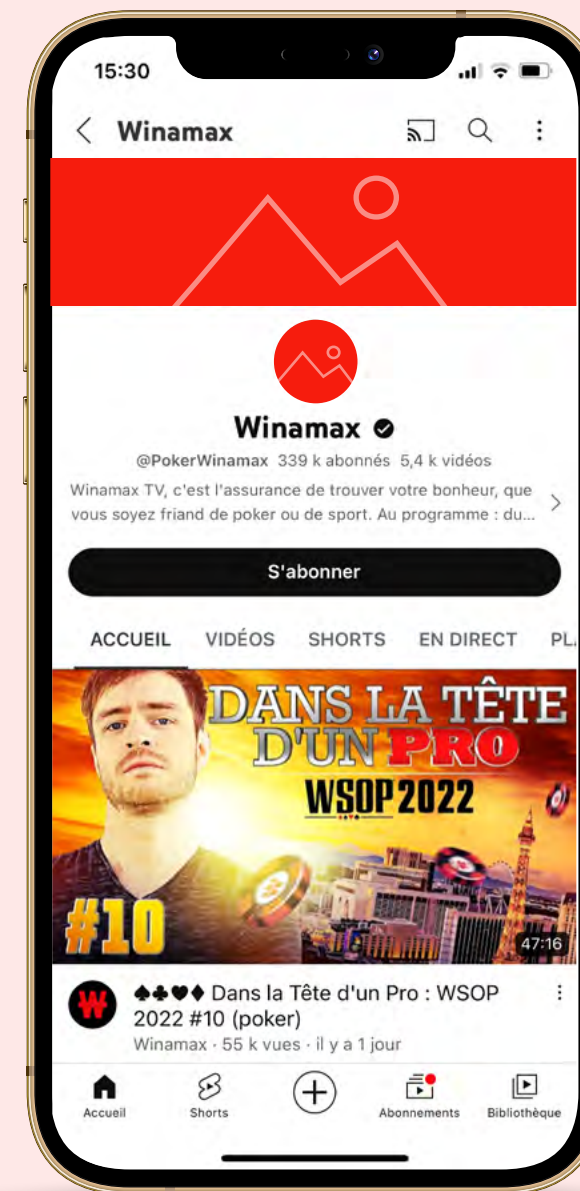 15:30
Winamax
Winamax
@PokerWinamax 339 k abonnés 5,4 k vidéos
Winamax TV, c'est l'assurance de trouver votre bonheur, que
vous soyez friand de poker ou de sport. Au programme : du...
S'abonner
ACCUEIL VIDÉOS SHORTS EN DIRECT PL
DANS LA TÊTE
D'UN PRO
WSOP 2022
#10
47:16
W
♠♣♥♦ Dans la Tête d'un Pro : WSOP
2022 #10 (poker)
Winamax · 55 k vues · il y a 1 jour
Accueil Shorts Abonnements Bibliothèque